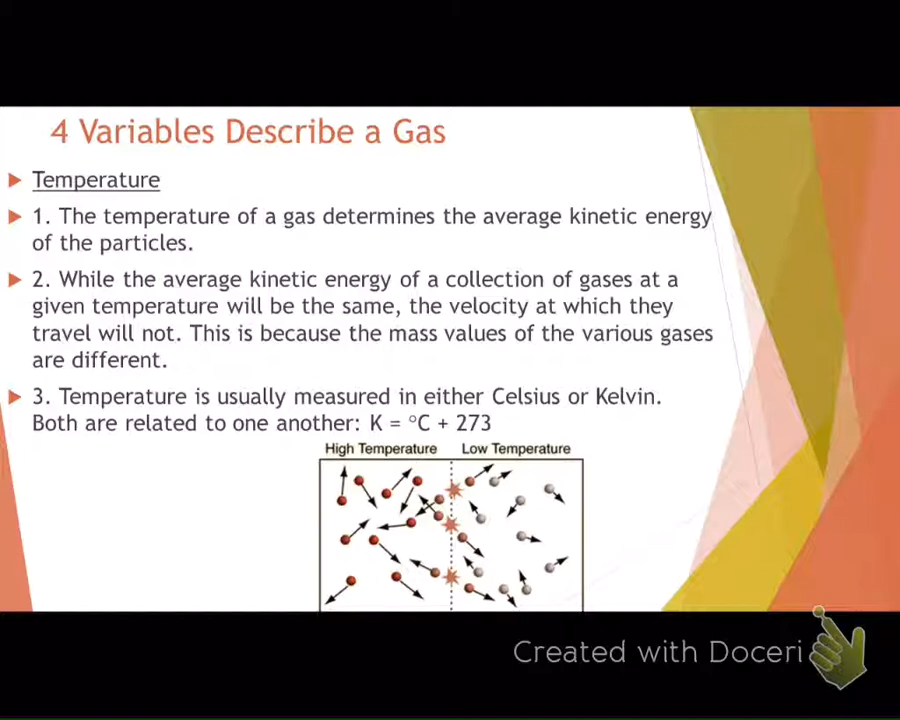 4 Variables Describe a Gas
Temperature
1. The temperature of a gas determines the average kinetic energy
of the particles.
2. While the average kinetic energy of a collection of gases at a
given temperature will be the same, the velocity at which they
travel will not. This is because the mass values of the various gases
are different.
3. Temperature is usually measured in either Celsius or Kelvin.
Both are related to one another: K = °C + 273
High Temperature Low Temperature
Created with Doceri